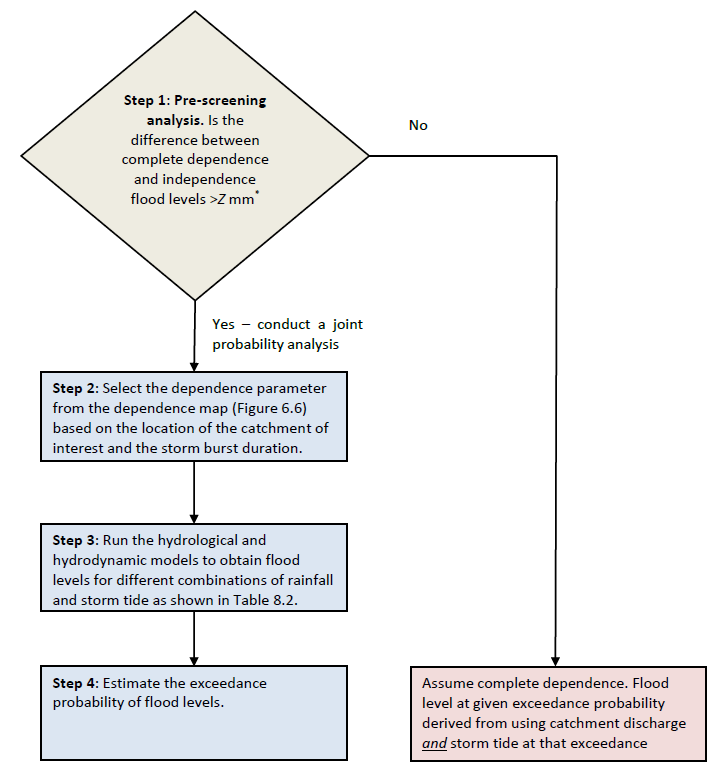 Step 1: Pre-screening
analysis. Is the
difference between
complete dependence
and independence
flood levels >Z mm*
No
Yes – conduct a joint
probability analysis
Step 2: Select the dependence parameter
from the dependence map (Figure 6.6)
based on the location of the catchment of
interest and the storm burst duration.
Step 3: Run the hydrological and
hydrodynamic models to obtain flood
levels for different combinations of rainfall
and storm tide as shown in Table 8.2.
Step 4: Estimate the exceedance
probability of flood levels.
Assume complete dependence. Flood
level at given exceedance probability
derived from using catchment discharge
and storm tide at that exceedance